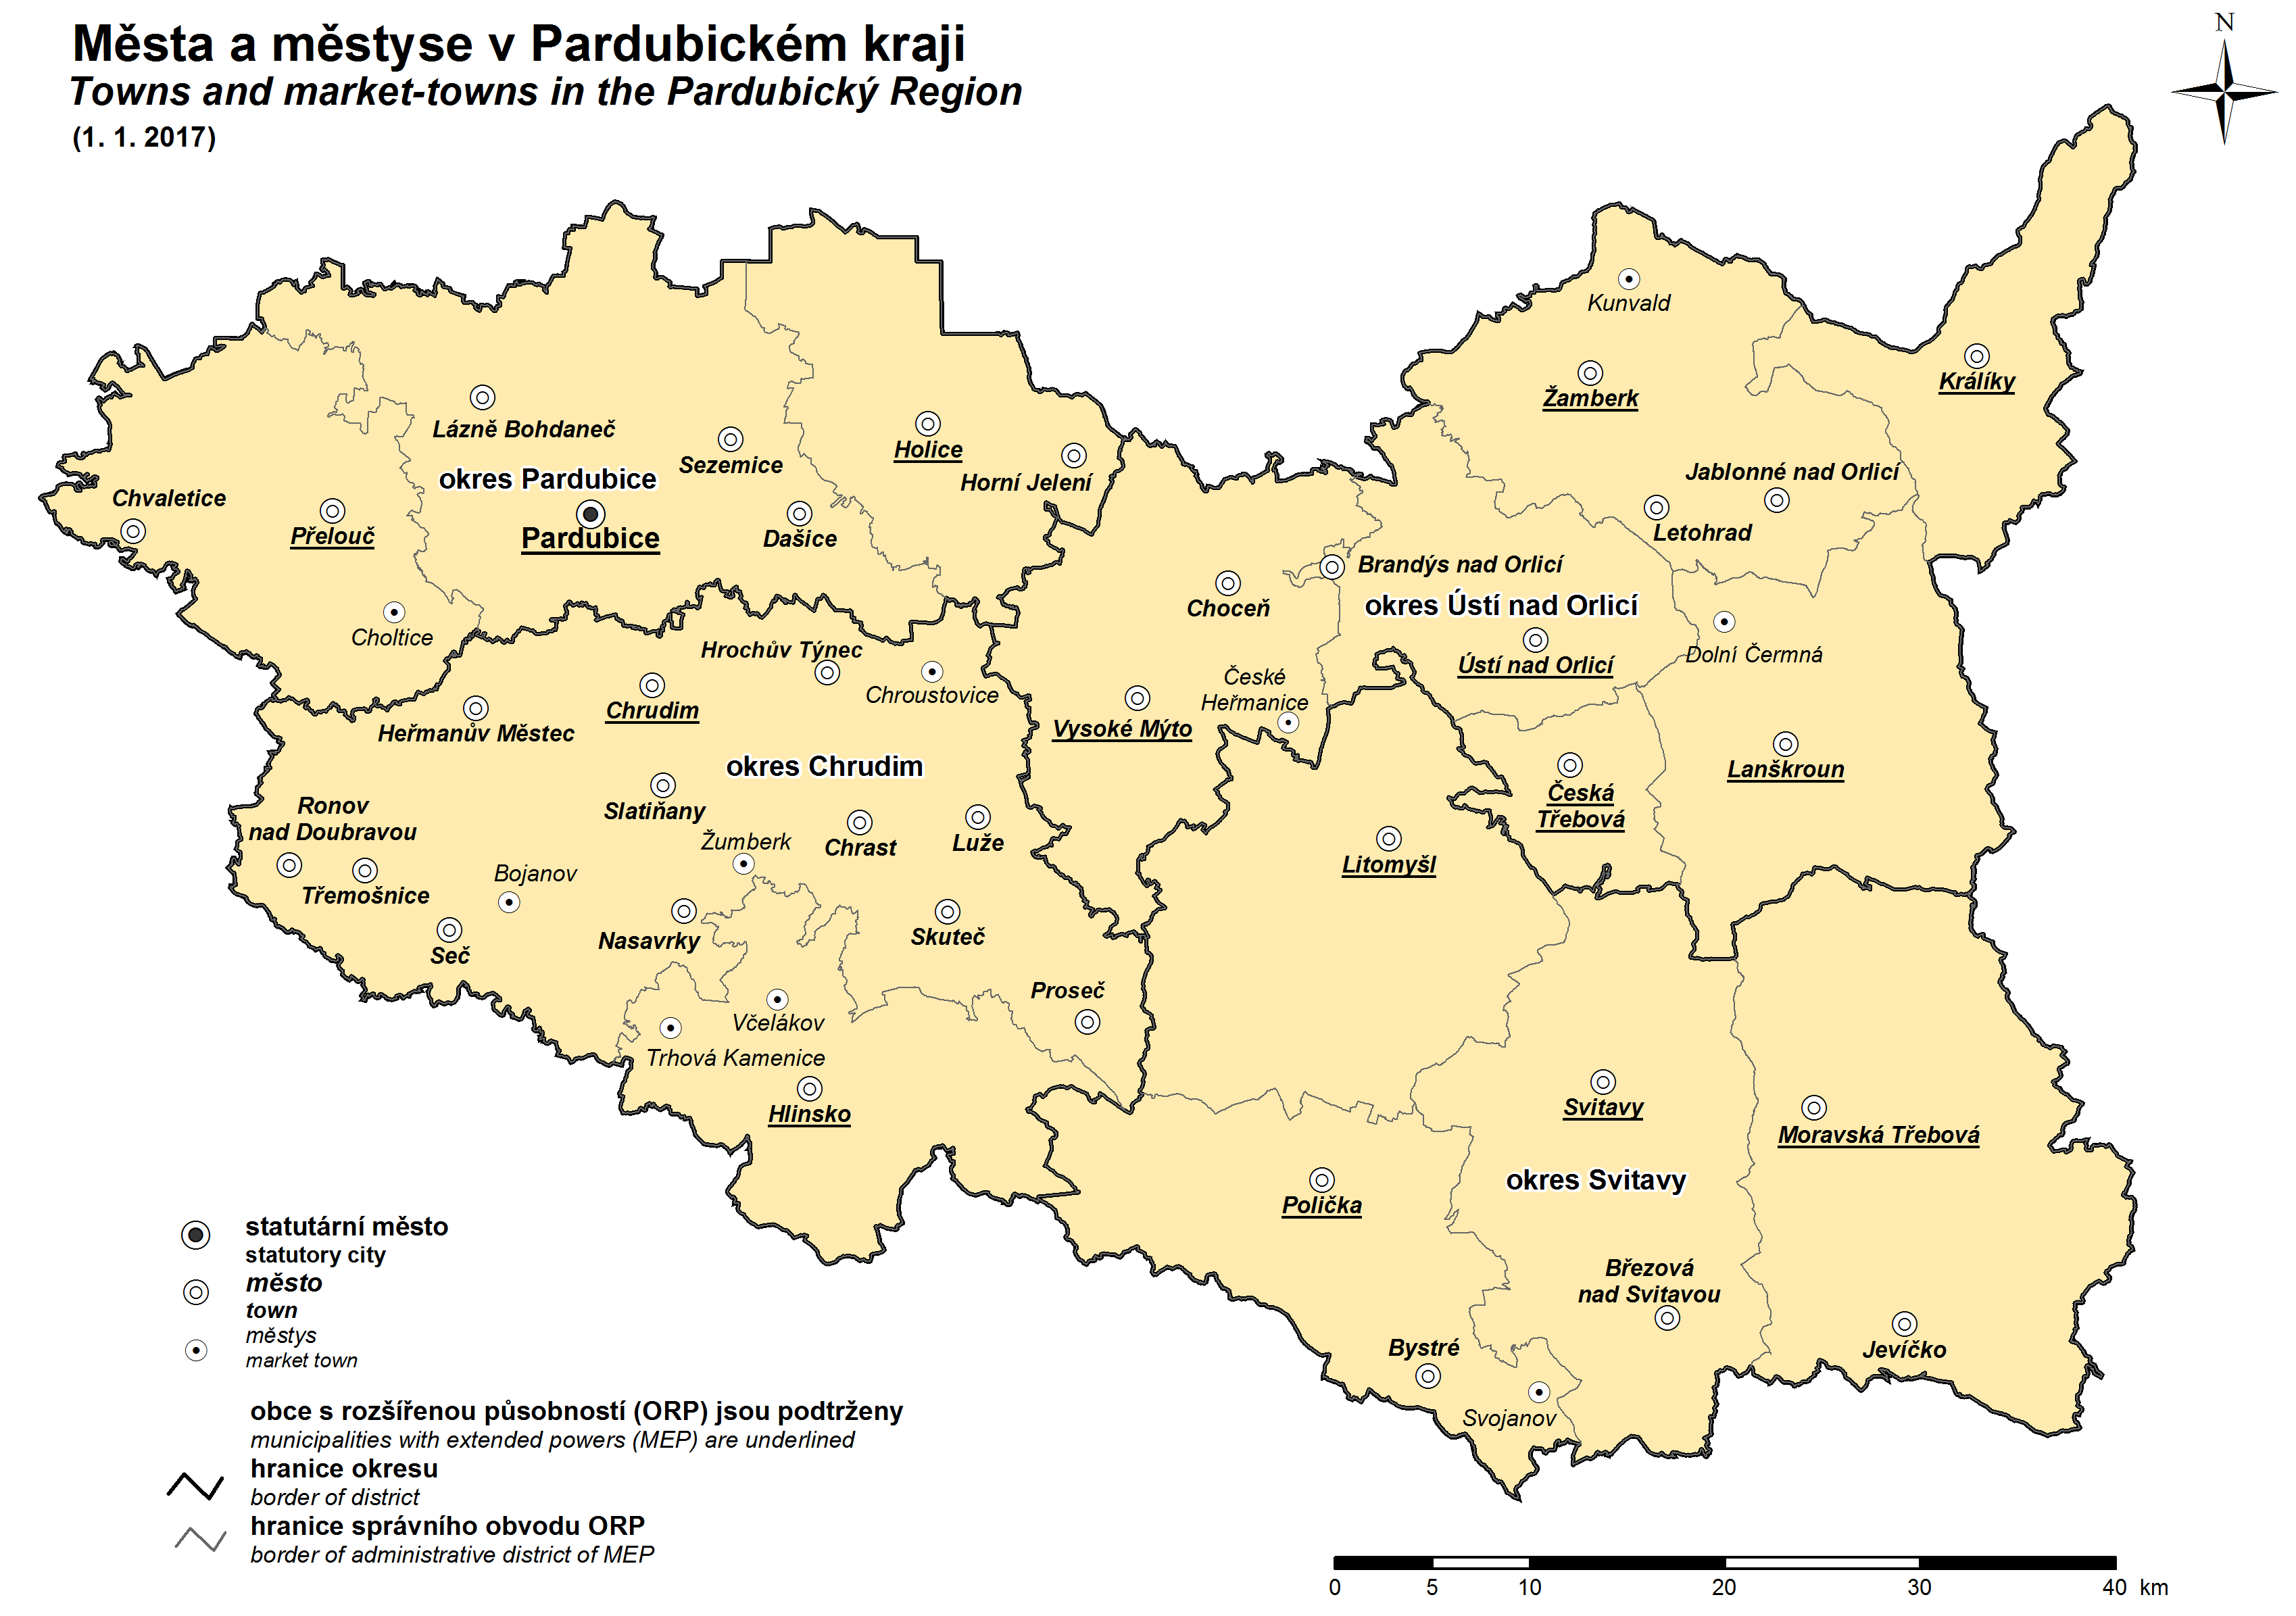 Města a městyse v Pardubickém kraji
Towns and market-towns in the Pardubický Region
(1. 1. 2017)
N
Kunvald
Králíky
Žamberk
Lázně Bohdaneč
Sezemice
Holice
Horní Jelení
okres Pardubice
Jablonné nad Orlicí
Chvaletice
Přelouč
Pardubice
Dašice
Letohrad
Brandýs nad Orlicí
Choceň
okres Ústí nad Orlicí
Choltice
Hrochův Týnec
Dolní Čermná
Ústí nad Orlicí
Chroustovice
České
Heřmanice
Chrudim
Heřmanův Městec
Vysoké Mýto
okres Chrudim
Lanškroun
Česká
Třebová
Ronov
nad Doubravou
Slatiňany
Žumberk
Chrast
Luže
Litomyšl
Bojanov
Třemošnice
Seč
Nasavrky
Skuteč
Proseč
Včelákov
Trhová Kamenice
Hlinsko
Svitavy
Moravská Třebová
okres Svitavy
Polička
Březová
nad Svitavou
Bystré
Jevíčko
Svojanov
statutární město
statutory city
město
town
městys
market town
obce s rozšířenou působností (ORP) jsou podtrženy
municipalities with extended powers (MEP) are underlined
hranice okresu
border of district
hranice správního obvodu ORP
border of administrative district of MEP
0 5 10 20 30 40 km